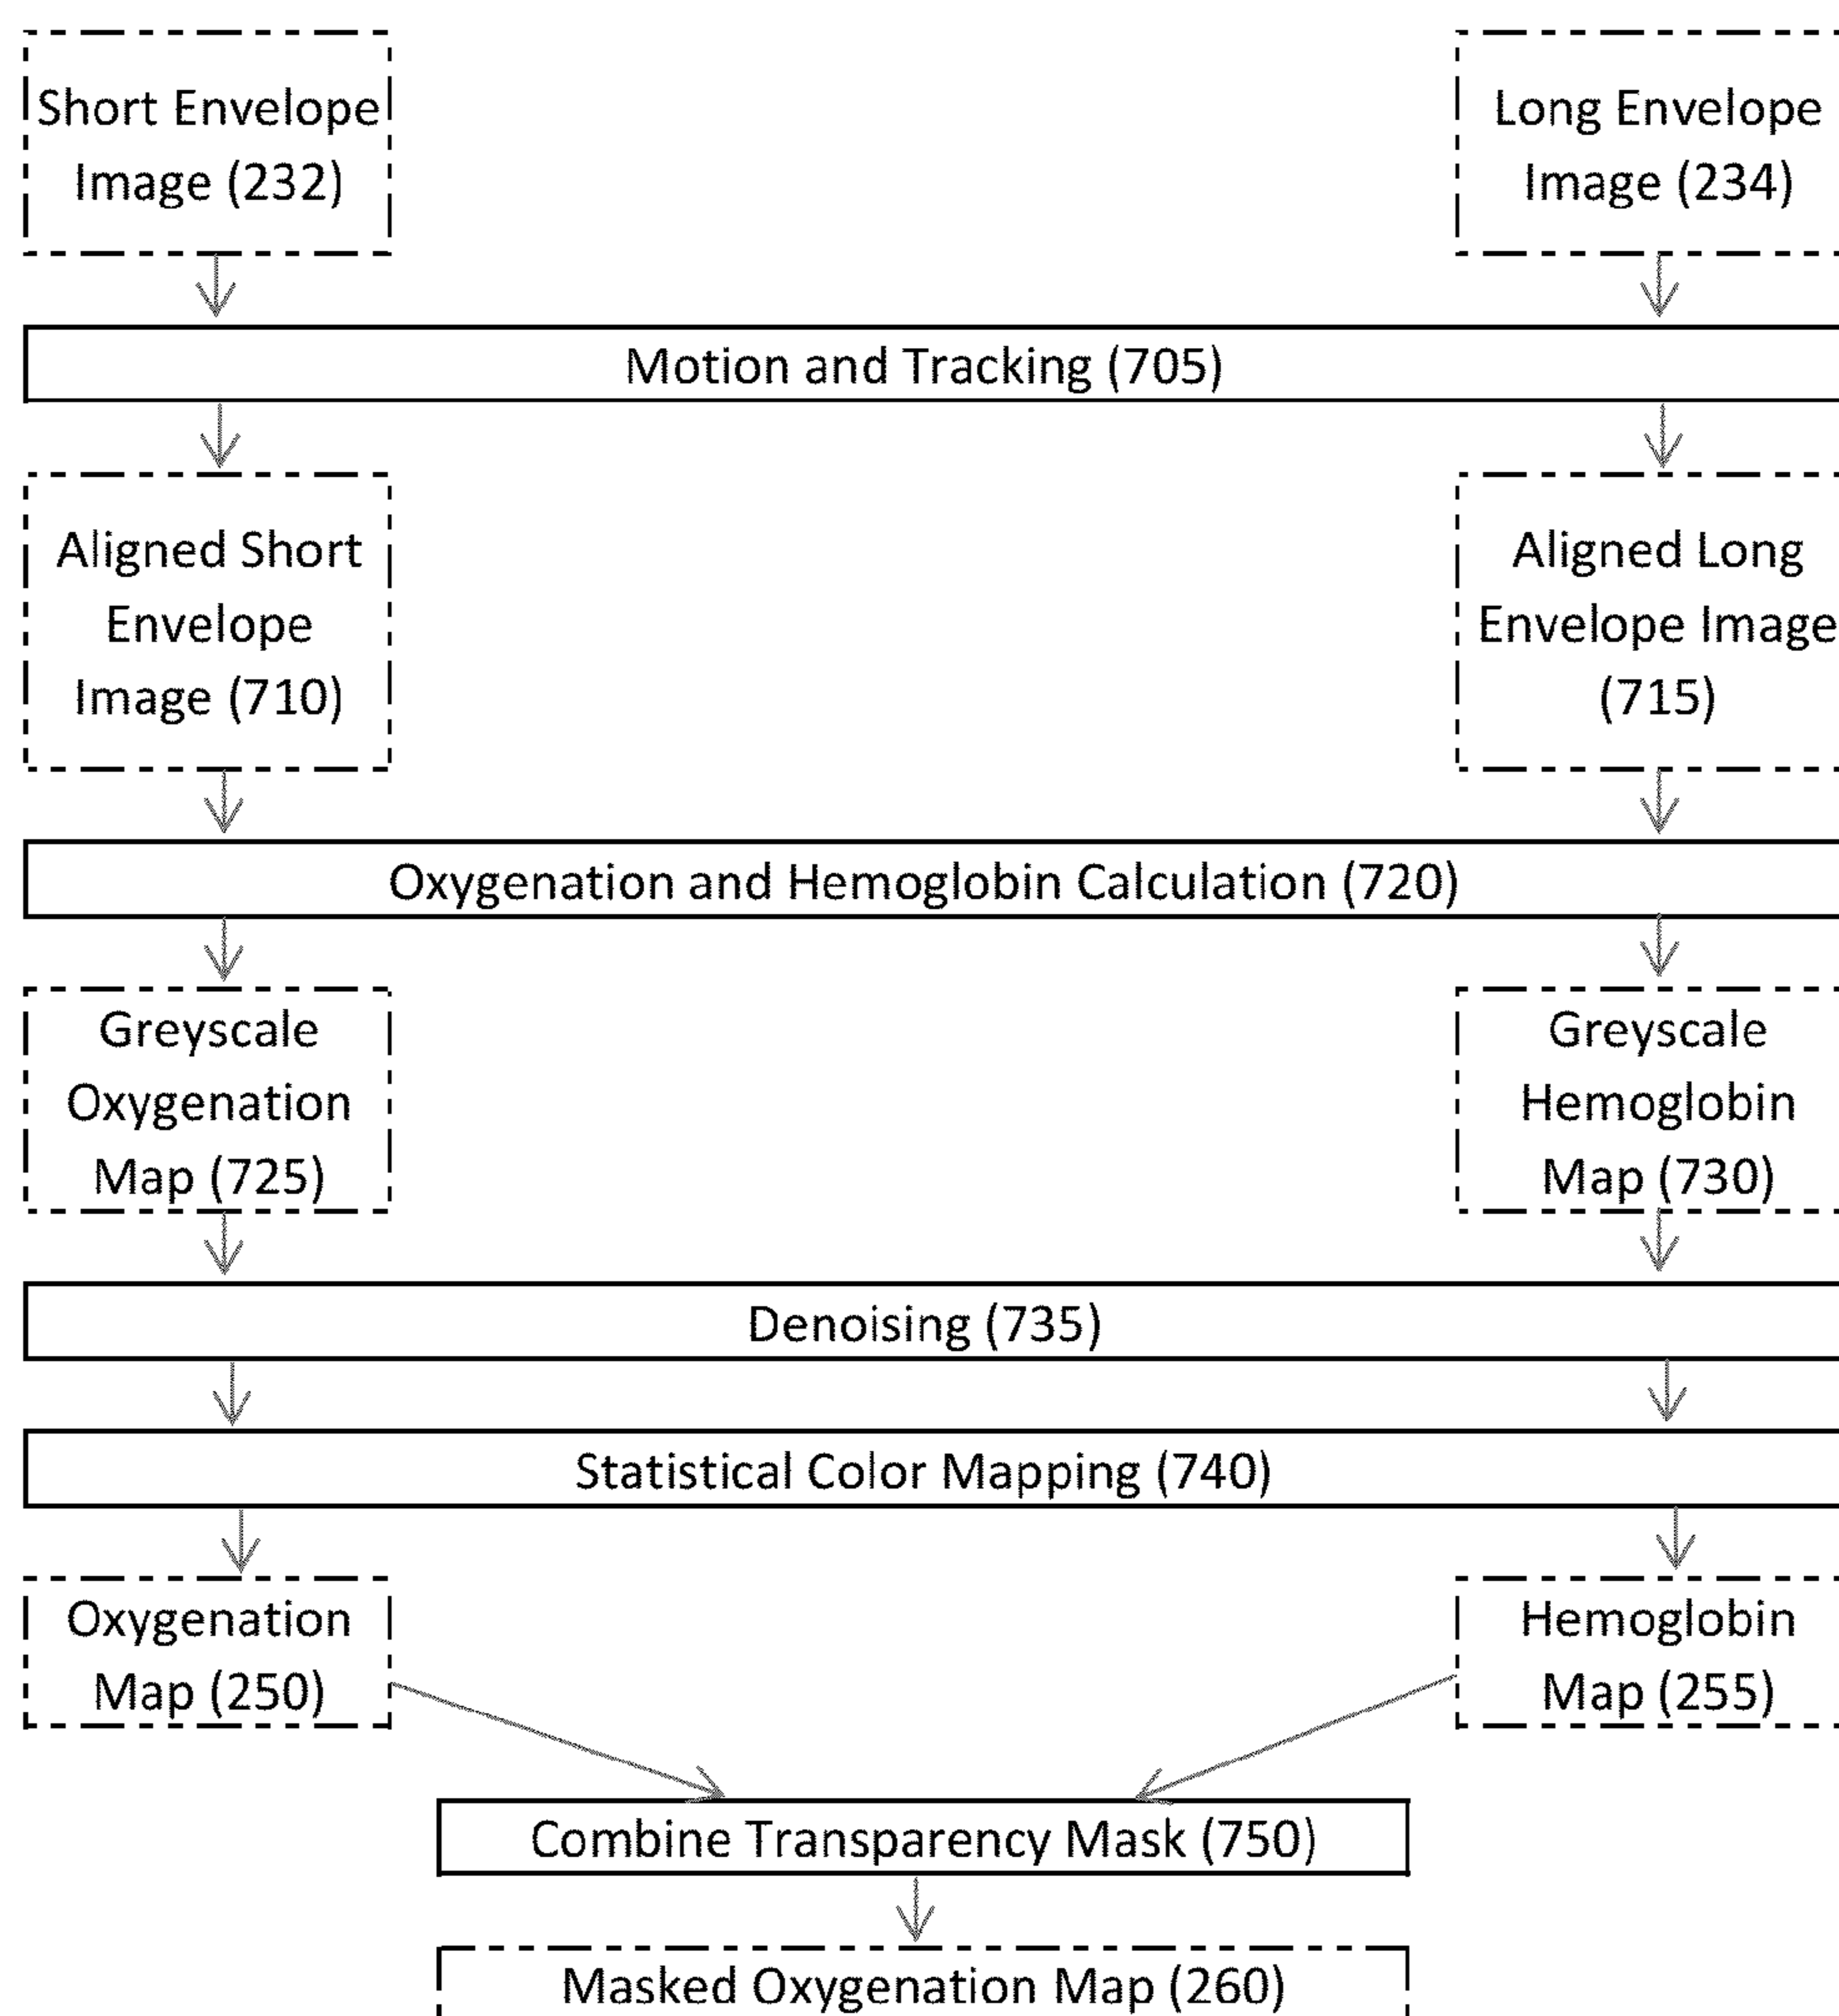 Short Envelope
Image (232)
Long Envelope
Image (234)
Motion and Tracking (705)
Aligned Short
Envelope
Image (710)
Aligned Long
Envelope Image
(715)
Oxygenation and Hemoglobin Calculation (720)
Greyscale
Oxygenation
Map (725)
Greyscale
Hemoglobin
Map (730)
Denoising (735)
Statistical Color Mapping (740)
Oxygenation
Map (250)
Hemoglobin
Map (255)
Combine Transparency Mask (750)
Masked Oxygenation Map (260)